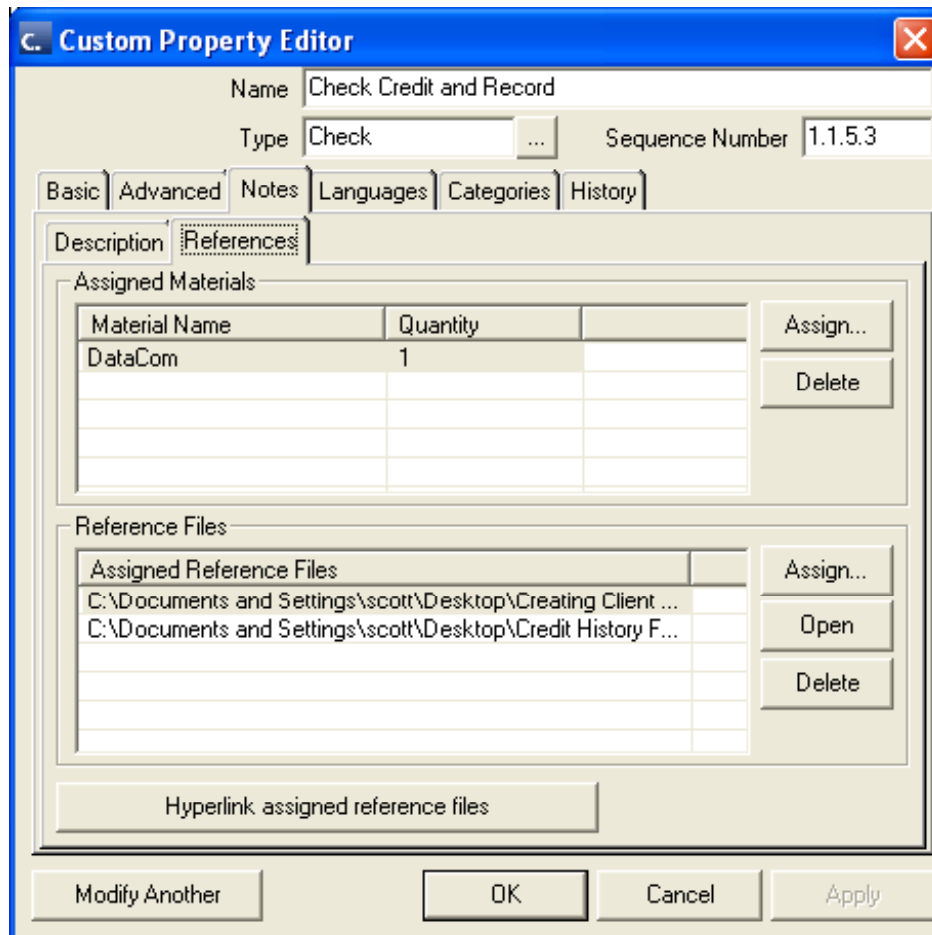 C. Custom Property Editor
Name Check Credit and Record
Type Check ... Sequence Number 1.1.5.3
Basic Advanced Notes Languages Categories History
Description References
Assigned Materials
Material Name Quantity Assign...
DataCom 1
Delete
Reference Files
Assigned Reference Files Assign...
C:\Documents and Settings\scott\Desktop\Creating Client ...
C:\Documents and Settings\scott\Desktop\Credit History F... Open
Delete
Hyperlink assigned reference files
Modify Another OK Cancel Apply